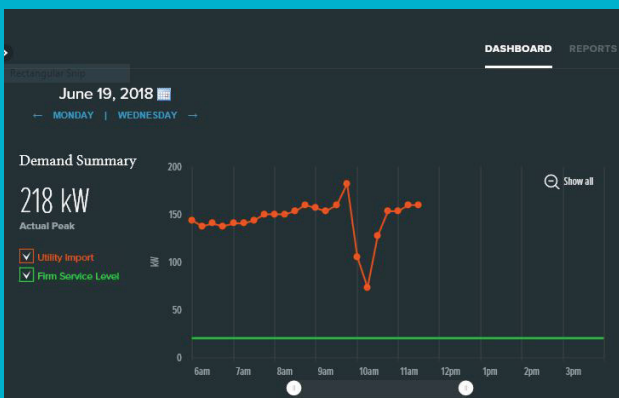 DASHBOARD REPORTS
Rectangular Snip
June 19, 2018
← MONDAY | WEDNESDAY →
Demand Summary
218 kW
Actual Peak
Utility Import
Firm Service Level
Show all
kW
200
150
100
50
0
6am 7am 8am 9am 10am 11am 12pm 1pm 2pm 3pm